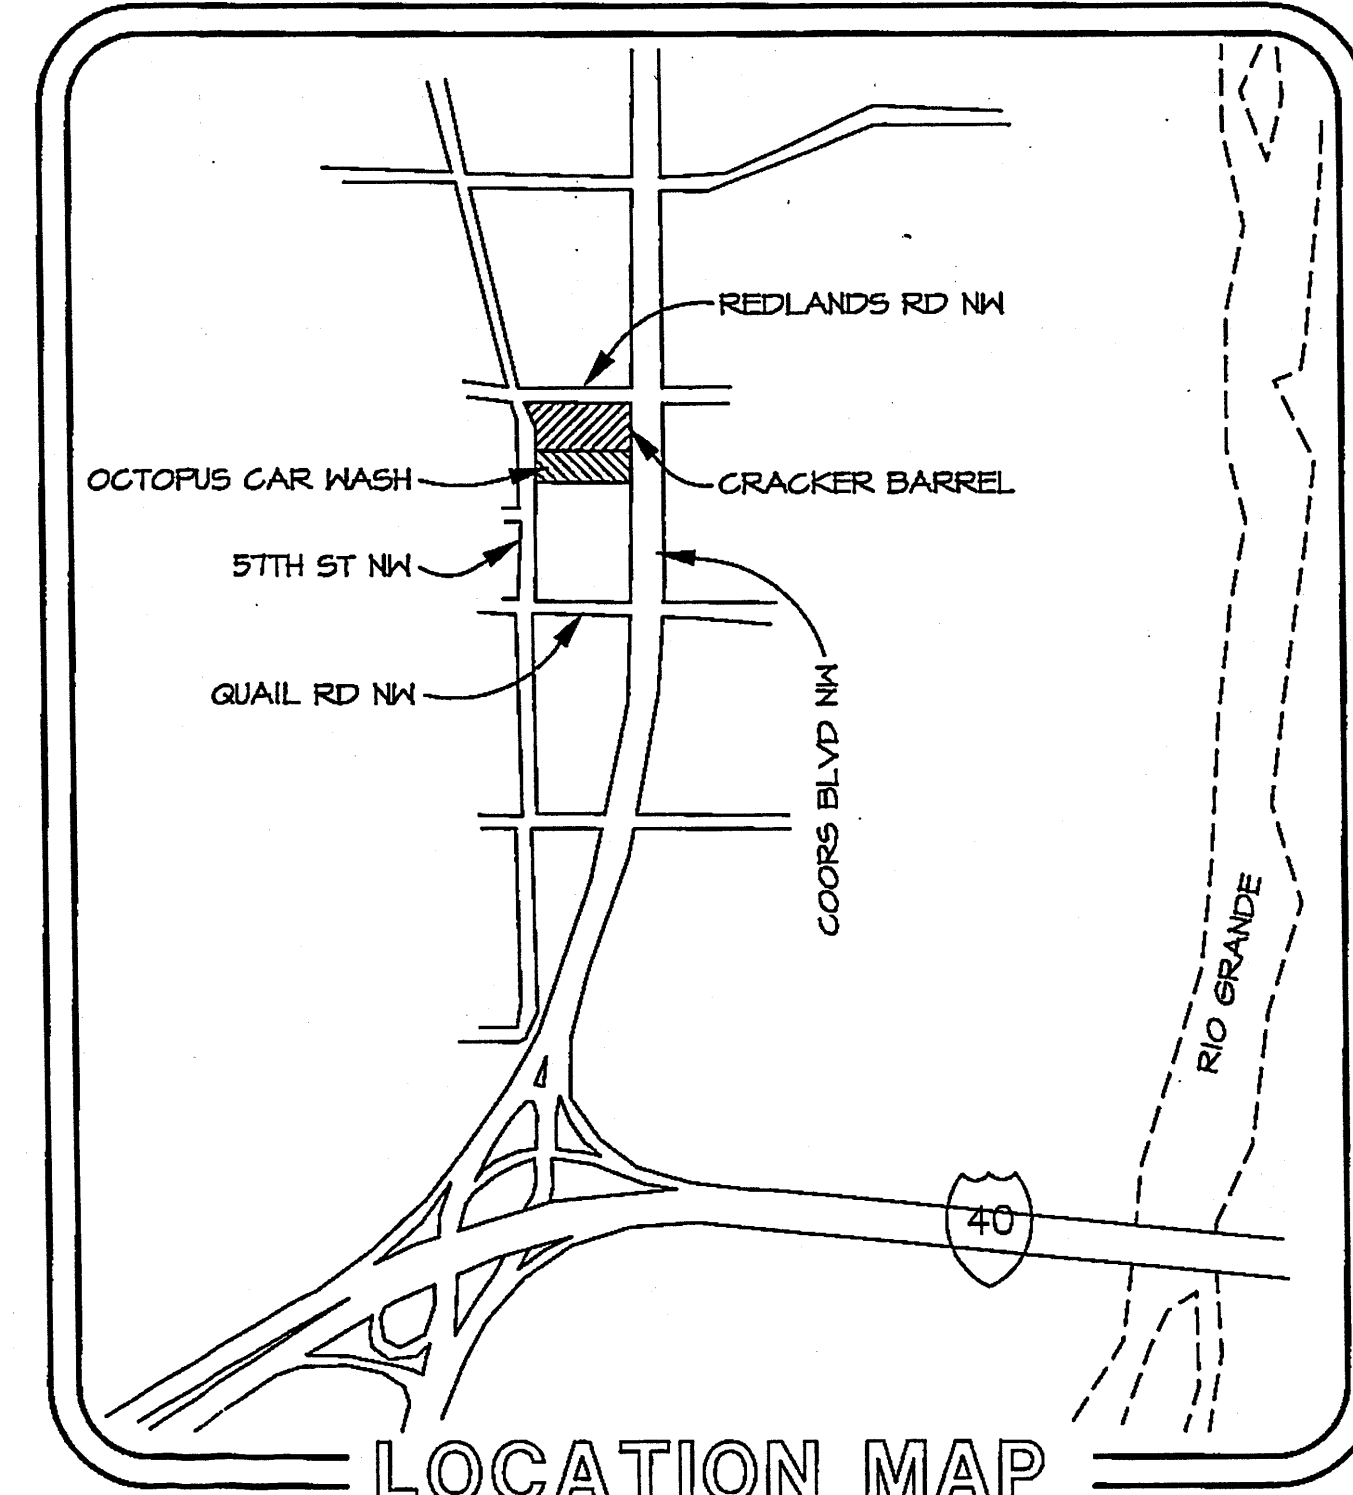 REDLANDS RD NW
OCTOPUS CAR WASH
CRACKER BARREL
57TH ST NW
QUAIL RD NW
COORS BLVD NW
RIO GRANDE
40
LOCATION MAP